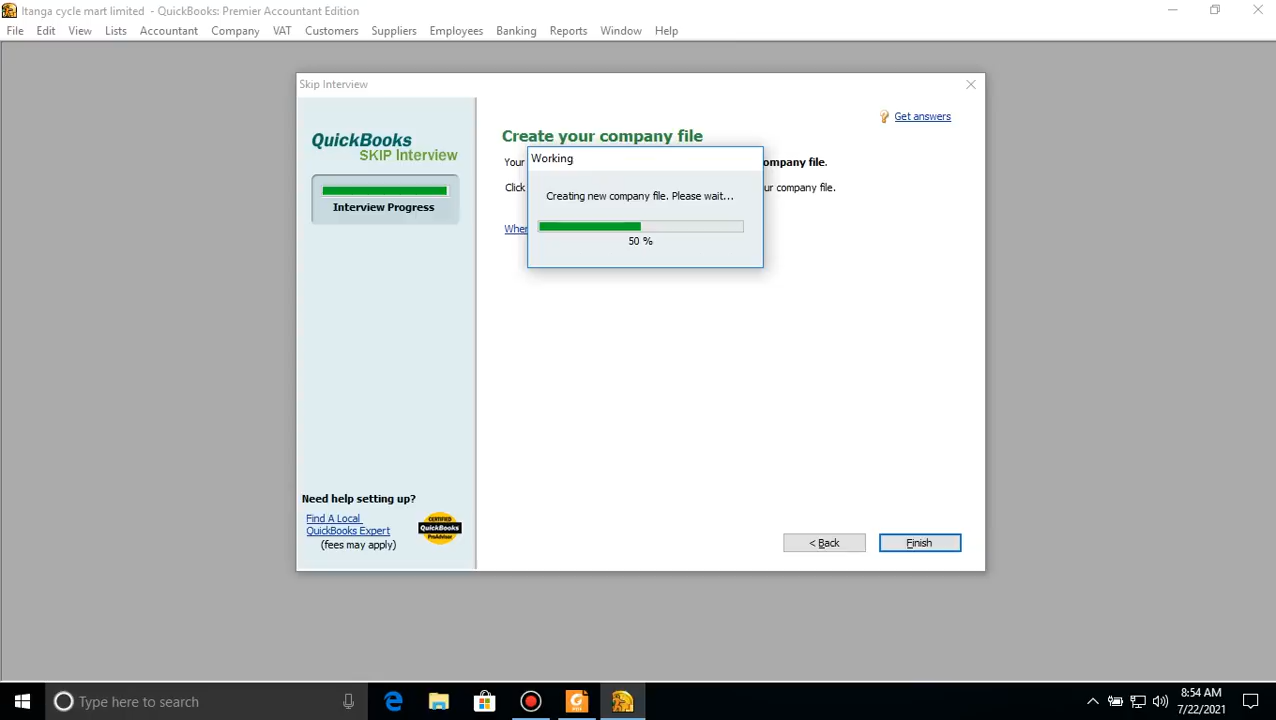 Itanga cycle mart limited - QuickBooks: Premier Accountant Edition
File Edit View Lists Accountant Company VAT Customers Suppliers Employees Banking Reports Window Help
Skip Interview
Get answers
QuickBooks
SKIP Interview
Interview Progress
Create your company file
Your
ompany file.
Click
ur company file.
Wher
Working
Creating new company file. Please wait...
50 %
Need help setting up?
Find A Local
QuickBooks Expert
(fees may apply)
CERTIFIED
QuickBooks
ProAdvisor
< Back
Finish
Type here to search
8:54 AM
7/22/2021